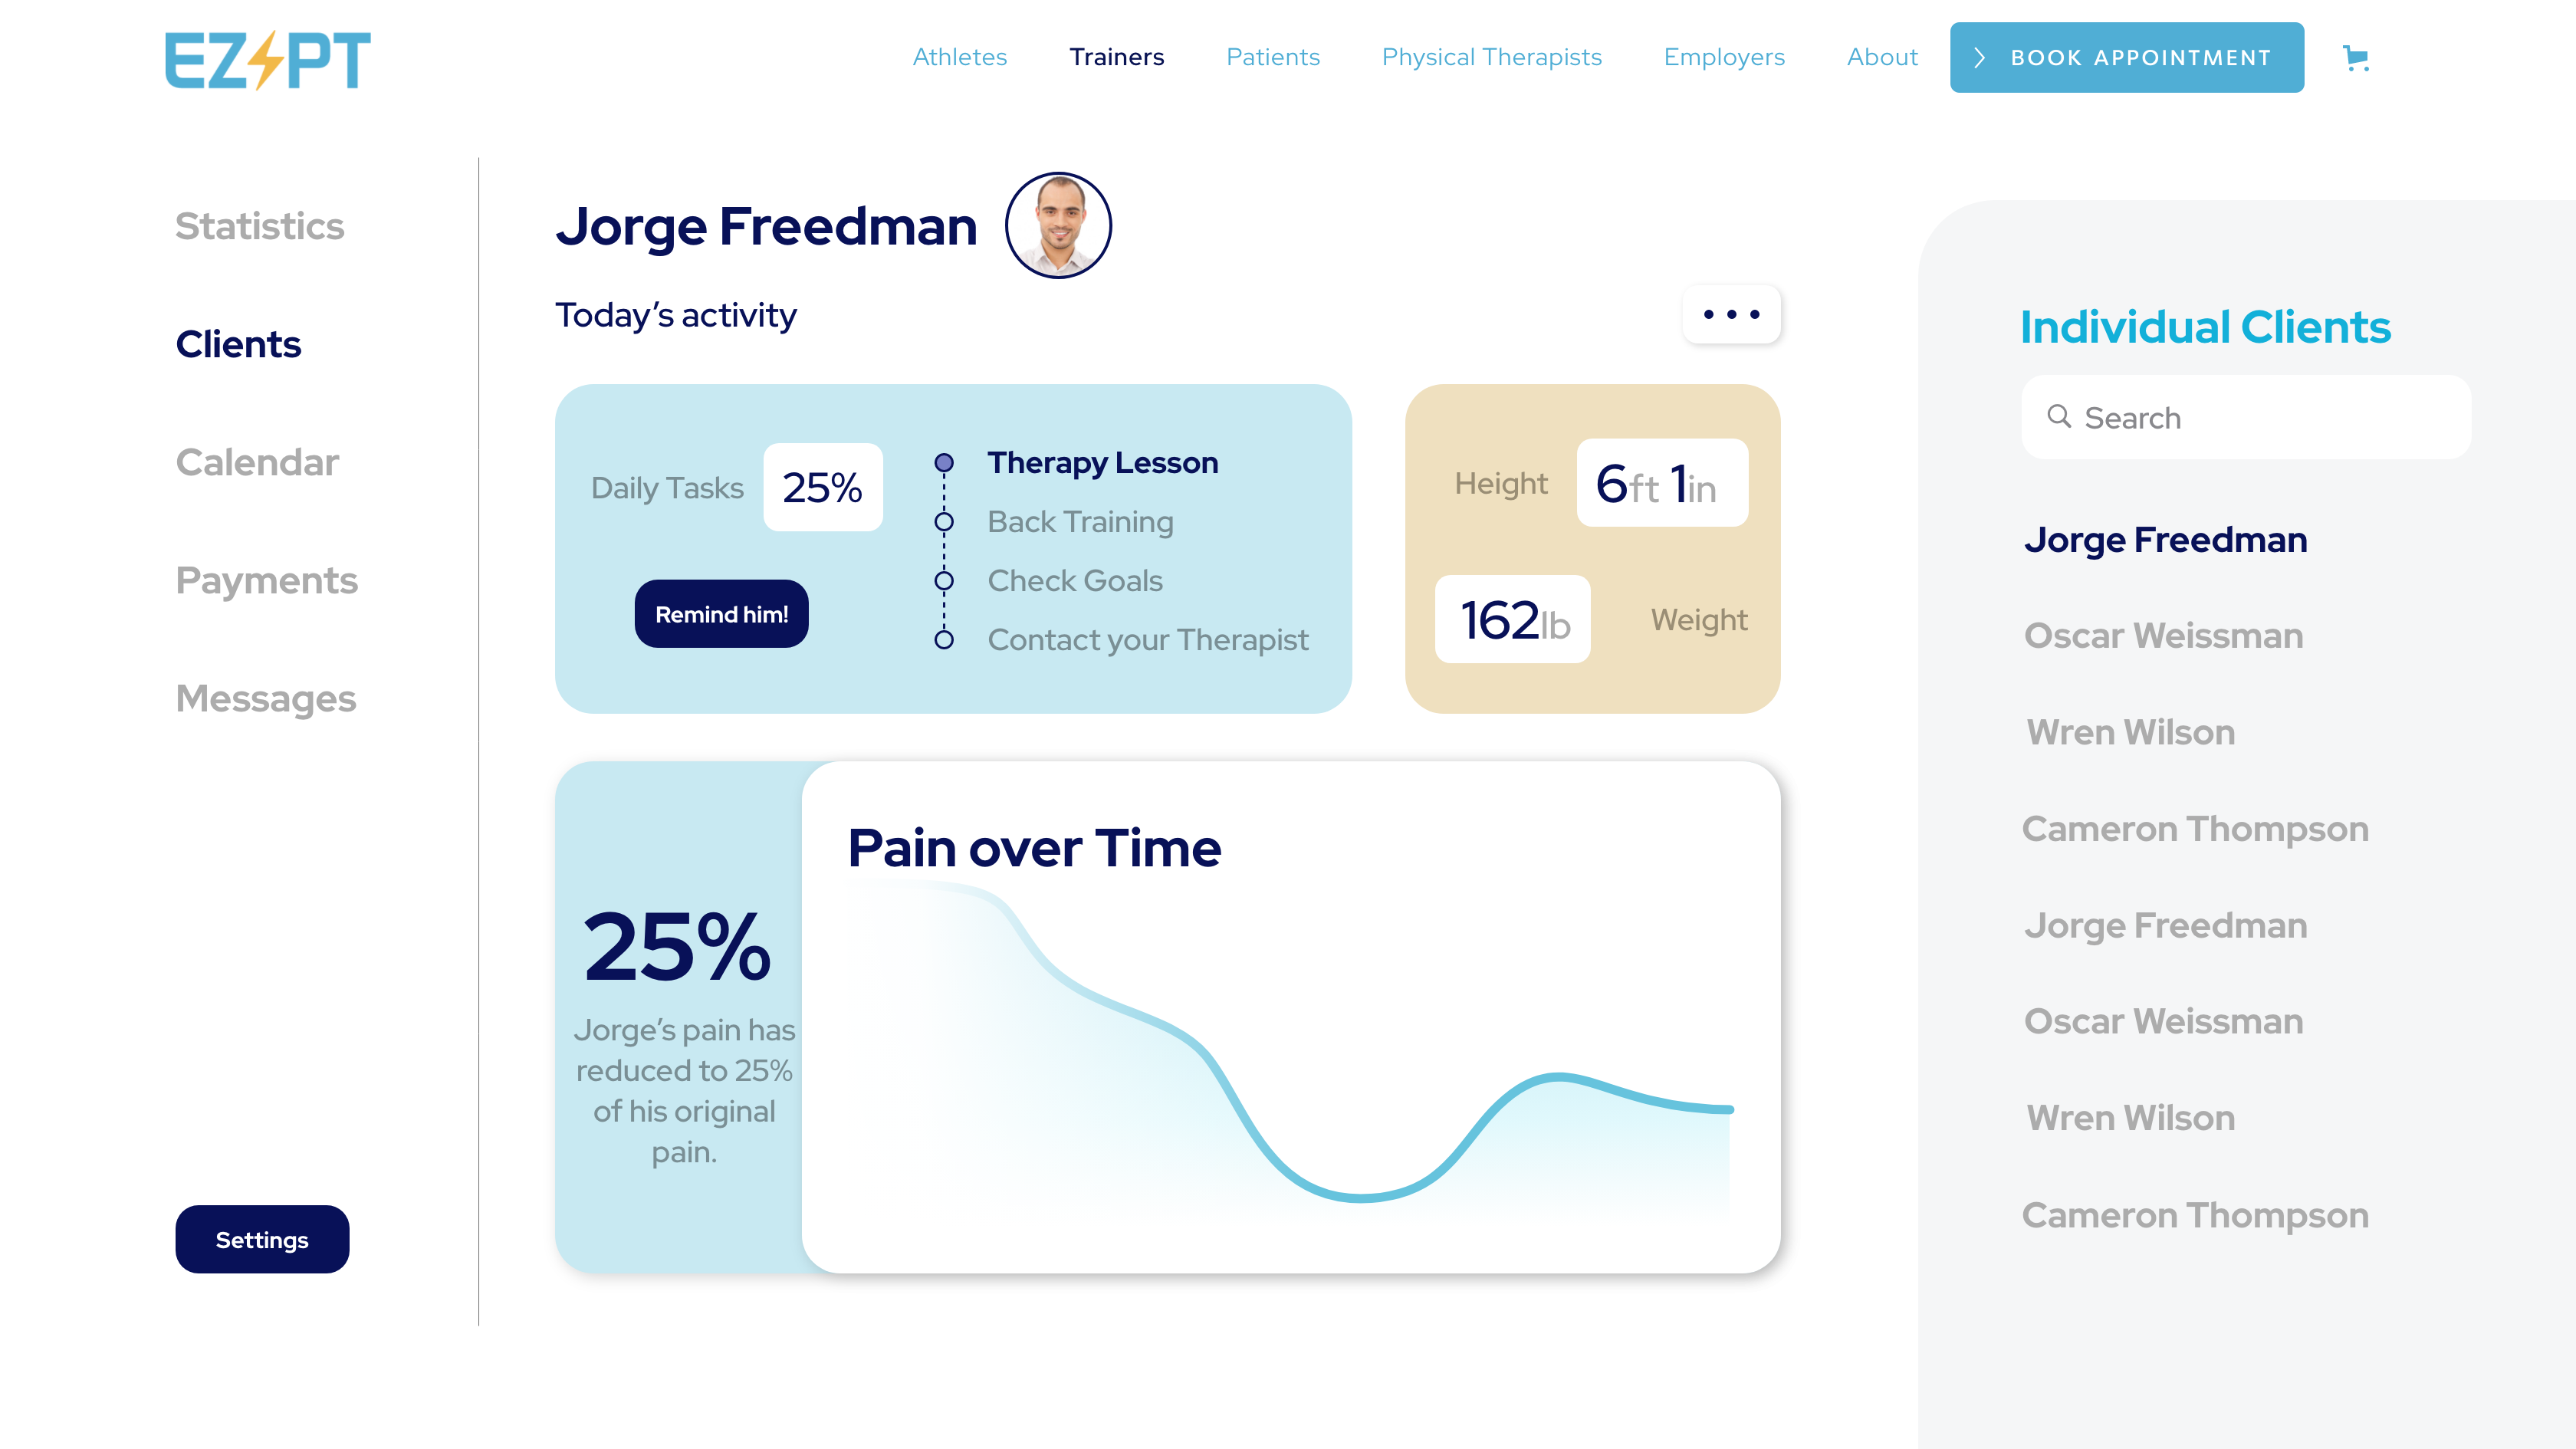 EZ PT
Athletes Trainers Patients Physical Therapists Employers About BOOK APPOINTMENT
Statistics
Clients
Calendar
Payments
Messages
Settings
Jorge Freedman
Today’s activity
Daily Tasks 25%
Remind him!
Therapy Lesson
Back Training
Check Goals
Contact your Therapist
Height 6ft 1in
162lb Weight
25%
Jorge’s pain has
reduced to 25%
of his original
pain.
Pain over Time
Individual Clients
Search
Jorge Freedman
Oscar Weissman
Wren Wilson
Cameron Thompson
Jorge Freedman
Oscar Weissman
Wren Wilson
Cameron Thompson